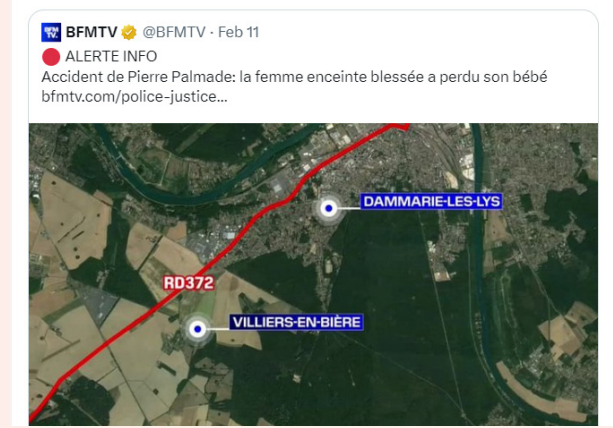 BFMTV @BFMTV · Feb 11
🔴 ALERTE INFO
Accident de Pierre Palmade: la femme enceinte blessée a perdu son bébé
bfmtv.com/police-justice...
DAMMARIE-LES-LYS
RD372
VILLIERS-EN-BIÈRE